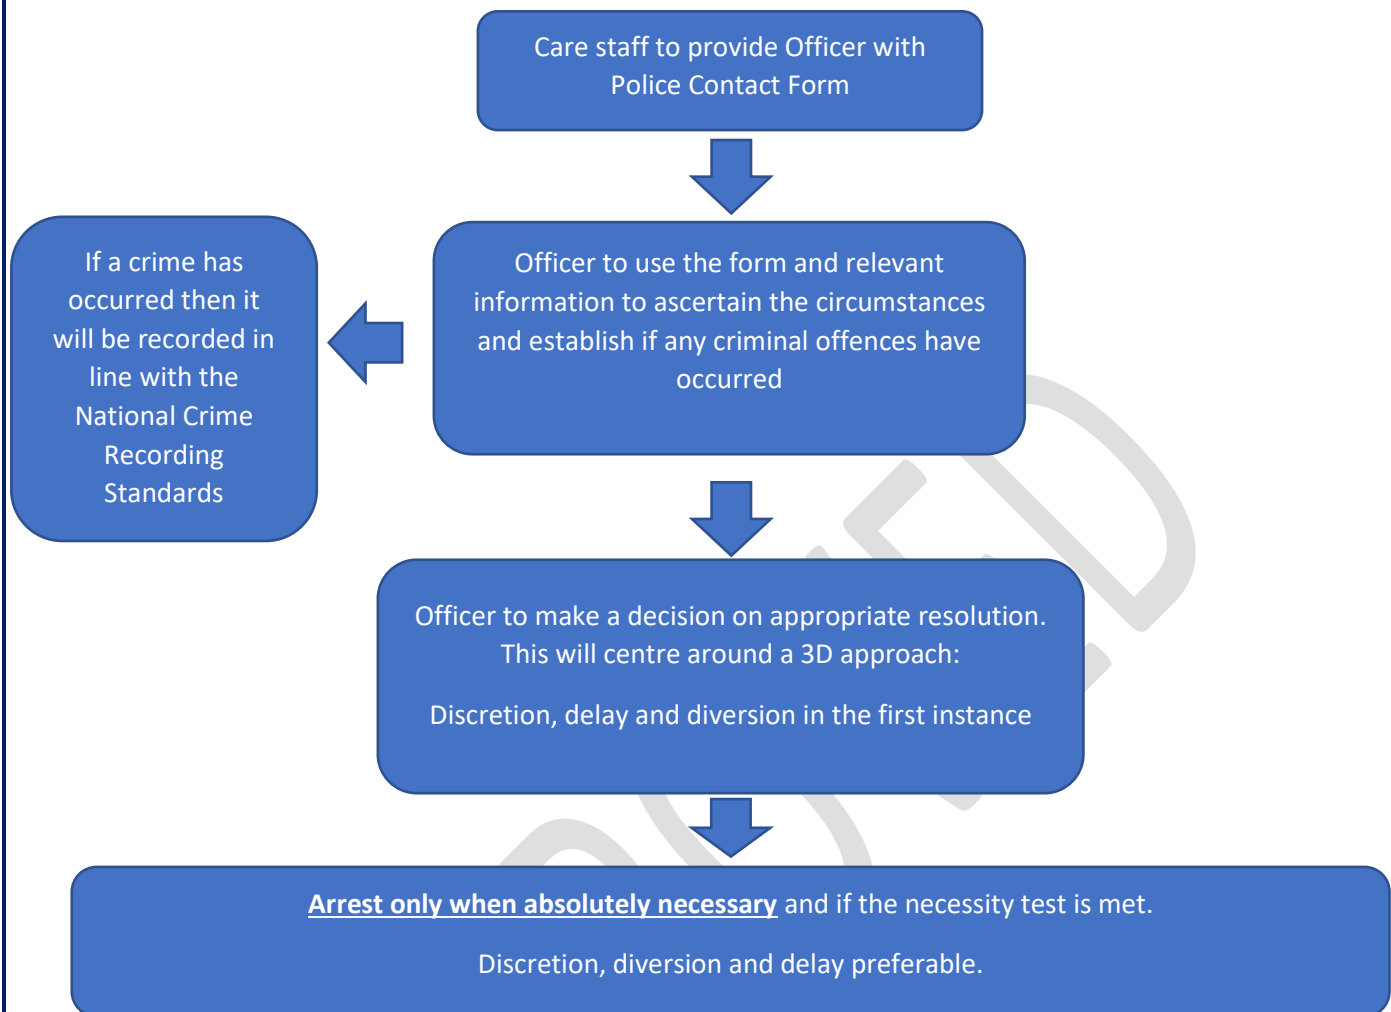 Care staff to provide Officer with
Police Contact Form
If a crime has
occurred then it
will be recorded in
line with the
National Crime
Recording
Standards
Officer to use the form and relevant
information to ascertain the circumstances
and establish if any criminal offences have
occurred
Officer to make a decision on appropriate resolution.
This will centre around a 3D approach:
Discretion, delay and diversion in the first instance
Arrest only when absolutely necessary and if the necessity test is met.
Discretion, diversion and delay preferable.